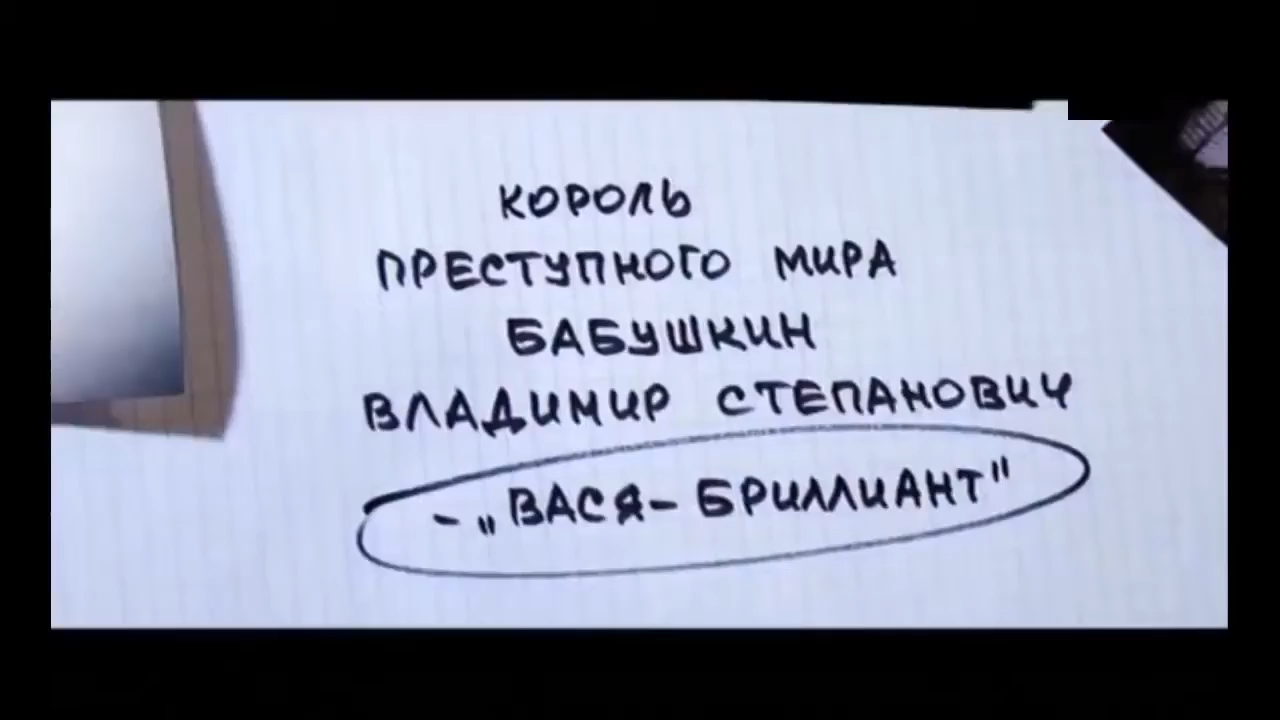 КОРОЛЬ
ПРЕСТУПНОГО МИРА
БАБУШКИН
ВЛАДИМИР СТЕПАНОВИЧ
- „ВАСЯ - БРИЛЛИАНТ"